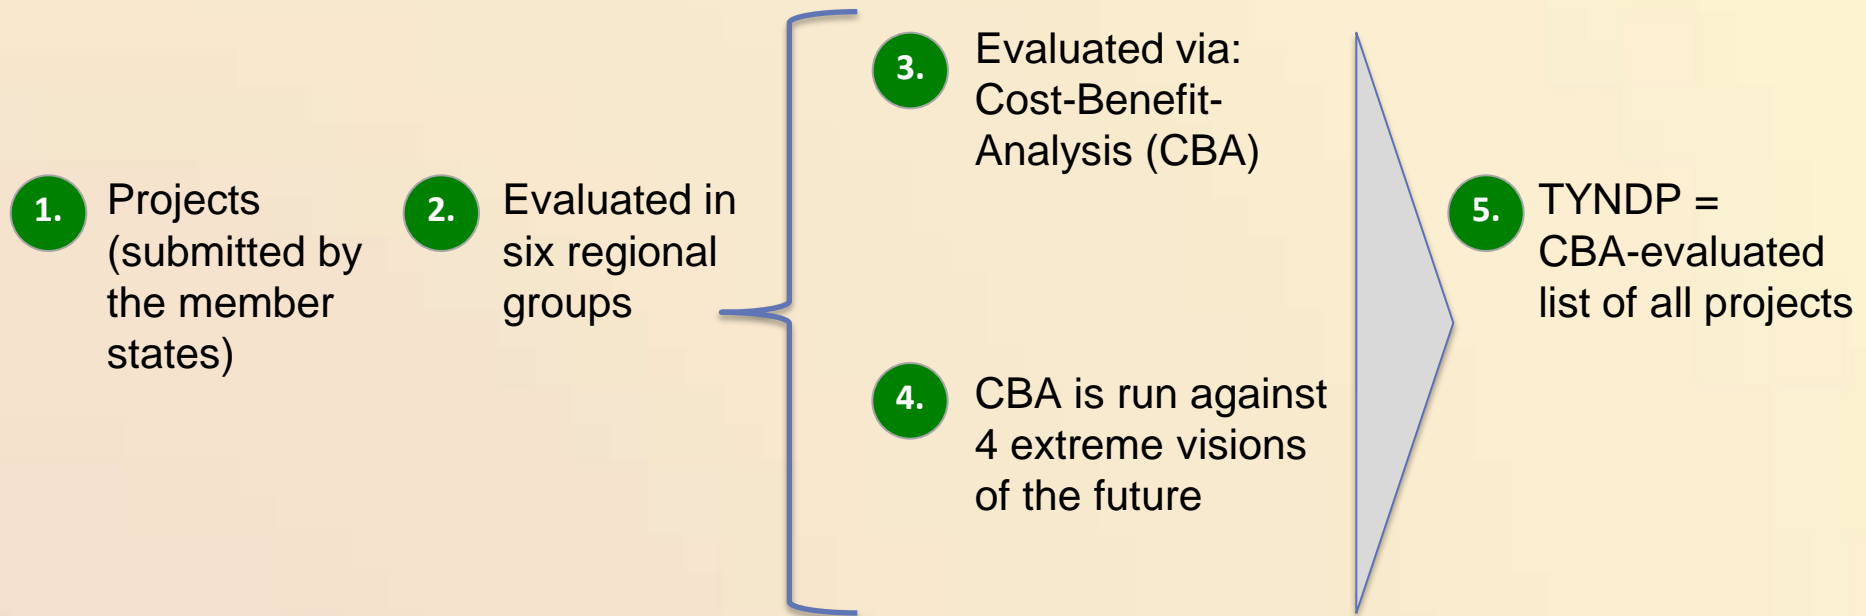 1.
Projects
(submitted by
the member
states)
2.
Evaluated in
six regional
groups
3.
Evaluated via:
Cost-Benefit-
Analysis (CBA)
4.
CBA is run against
4 extreme visions
of the future
5.
TYNDP =
CBA-evaluated
list of all projects